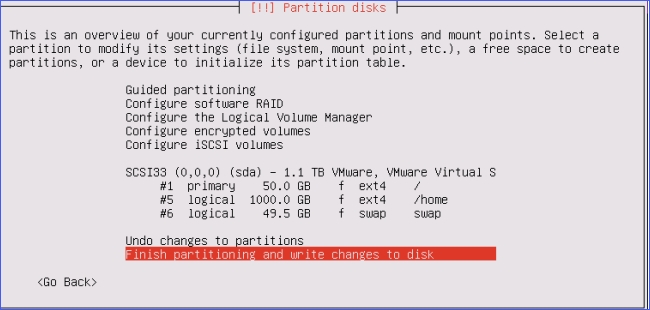 [!!] Partition disks
This is an overview of your currently configured partitions and mount points. Select a
partition to modify its settings (file system, mount point, etc.), a free space to create
partitions, or a device to initialize its partition table.
Guided partitioning
Configure software RAID
Configure the Logical Volume Manager
Configure encrypted volumes
Configure iSCSI volumes
SCSI33 (0,0,0) (sda) - 1.1 TB VMware, VMware Virtual S
#1 primary 50.0 GB f ext4 /
#5 logical 1000.0 GB f ext4 /home
#6 logical 49.5 GB f swap swap
Undo changes to partitions
Finish partitioning and write changes to disk
<Go Back>